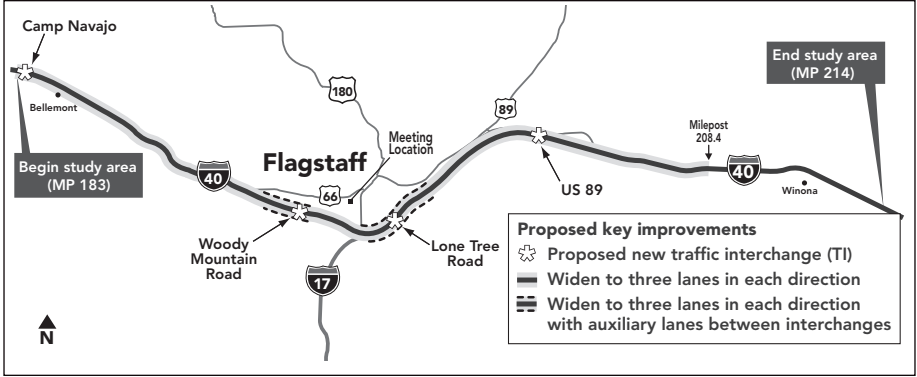 Camp Navajo
Bellemont
Begin study area
(MP 183)
40
Flagstaff
180
66
Meeting
Location
89
Woody
Mountain
Road
17
Lone Tree
Road
US 89
Milepost
208.4
40
Winona
End study area
(MP 214)
N
Proposed key improvements
Proposed new traffic interchange (TI)
Widen to three lanes in each direction
Widen to three lanes in each direction
with auxiliary lanes between interchanges